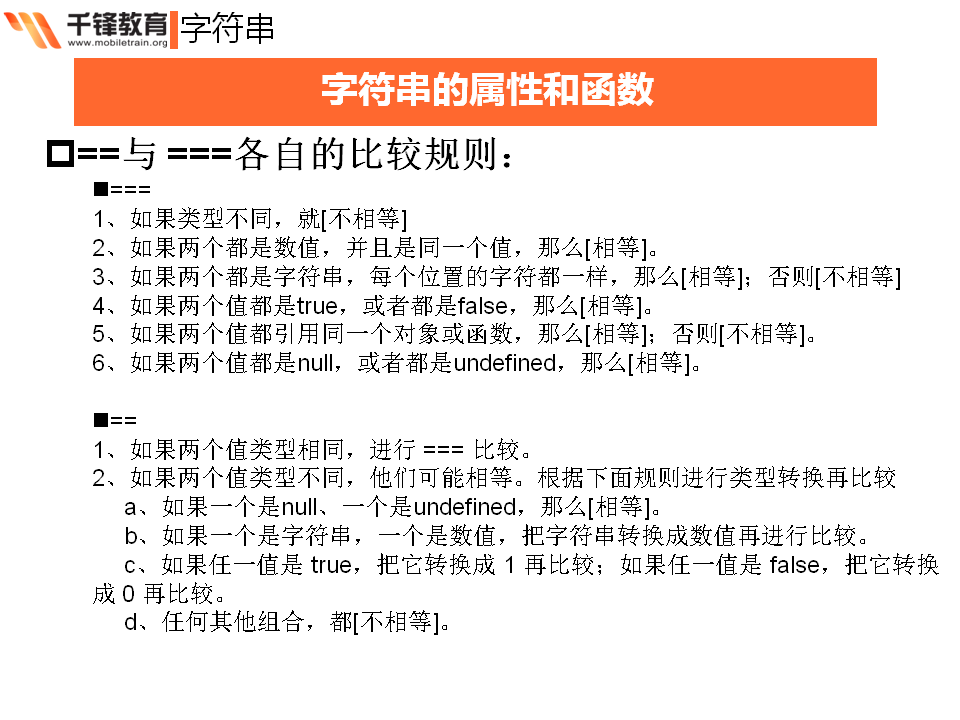 千锋教育 字符串
www.mobiletrain.org
字符串的属性和函数
==与 ===各自的比较规则：
===
1、如果类型不同，就[不相等]
2、如果两个都是数值，并且是同一个值，那么[相等]。
3、如果两个都是字符串，每个位置的字符都一样，那么[相等]；否则[不相等]
4、如果两个值都是true，或者都是false，那么[相等]。
5、如果两个值都引用同一个对象或函数，那么[相等]；否则[不相等]。
6、如果两个值都是null，或者都是undefined，那么[相等]。
==
1、如果两个值类型相同，进行 === 比较。
2、如果两个值类型不同，他们可能相等。根据下面规则进行类型转换再比较
a、如果一个是null、一个是undefined，那么[相等]。
b、如果一个是字符串，一个是数值，把字符串转换成数值再进行比较。
c、如果任一值是 true，把它转换成 1 再比较；如果任一值是 false，把它转换
成 0 再比较。
d、任何其他组合，都[不相等]。